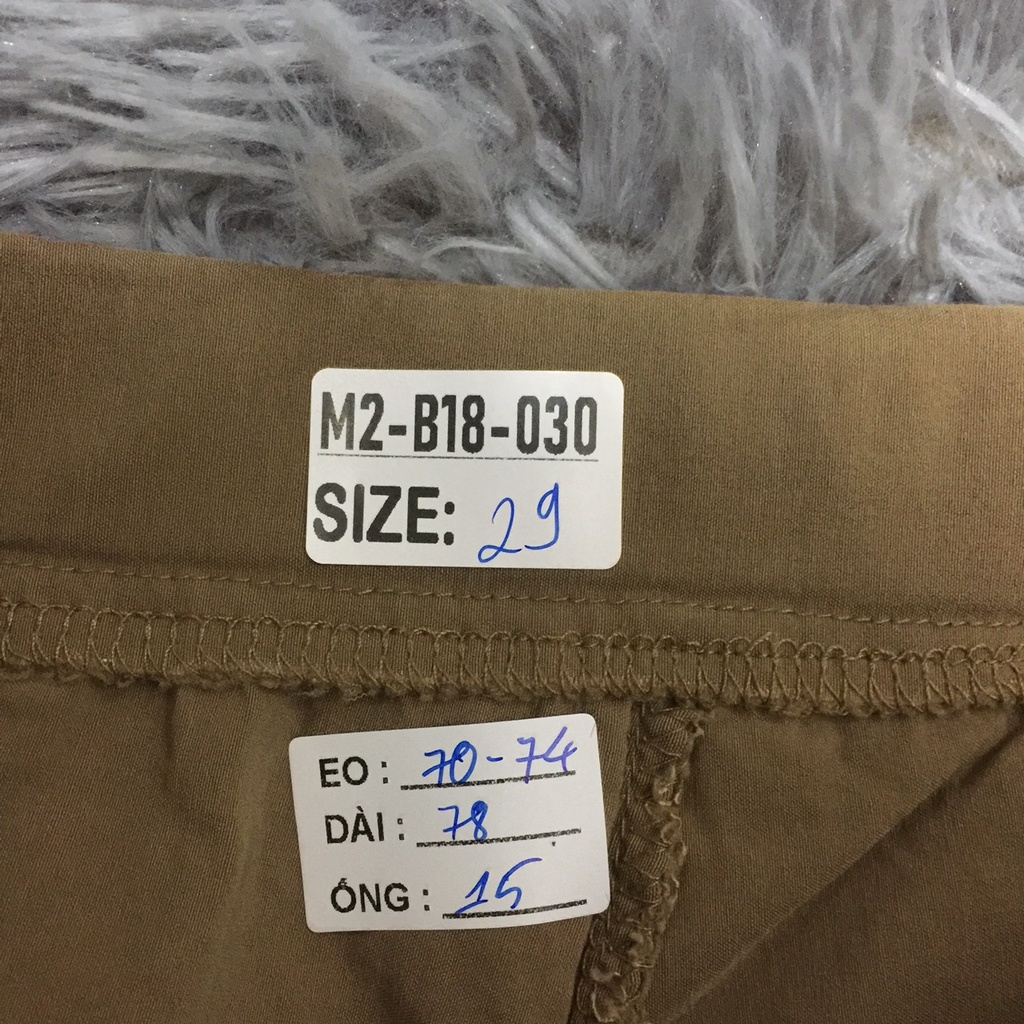 M2-B18-030
SIZE: 29
EO : 70-74
DÀI : 78
ỐNG : 15